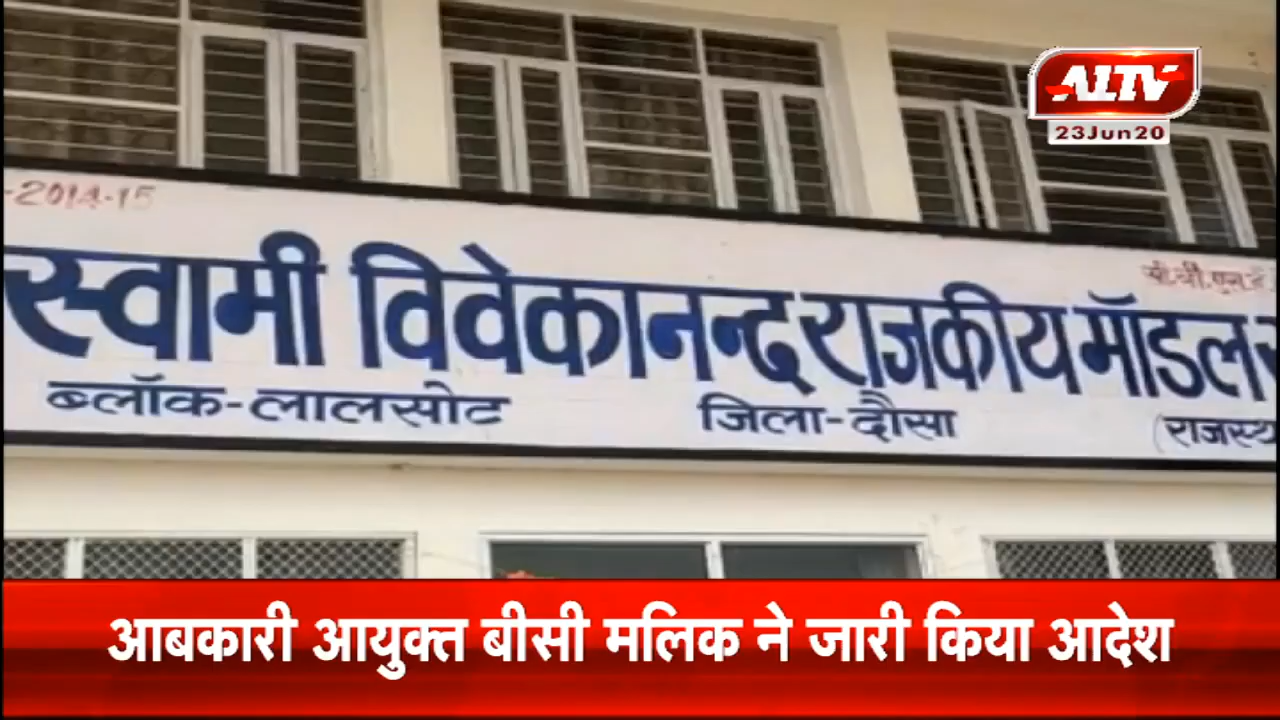 ALTV
23Jun20
-2014-15
स्वामी विवेकानन्द राजकीय मॉडल
ब्लॉक-लालसोट जिला-दौसा
आबकारी आयुक्त बीसी मलिक ने जारी किया आदेश